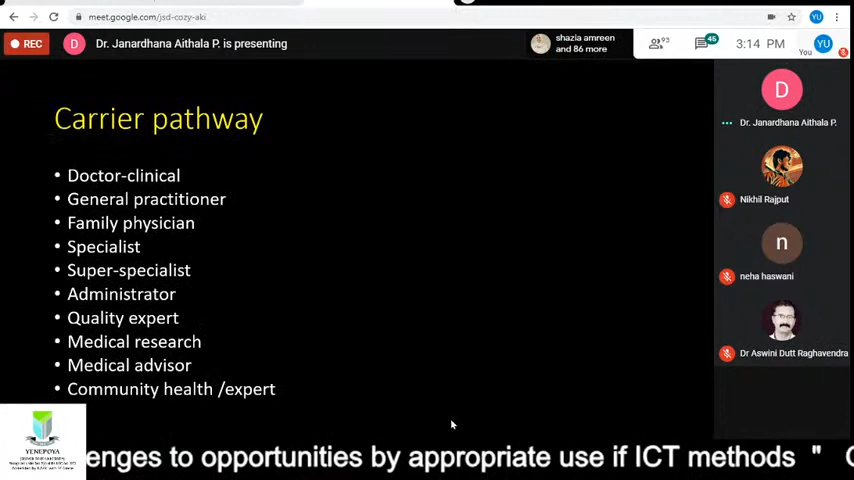 meet.google.com/jsd-cozy-aki
YU
REC
D
Dr. Janardhana Aithala P. is presenting
shazia amreen
and 86 more
93
45
3:14 PM
YU
You
Carrier pathway
• Doctor-clinical
• General practitioner
• Family physician
• Specialist
• Super-specialist
• Administrator
• Quality expert
• Medical research
• Medical advisor
• Community health /expert
D
Dr. Janardhana Aithala P.
Nikhil Rajput
n
neha haswani
Dr Aswini Dutt Raghavendra
YENEPOYA
enges to opportunities by appropriate use if ICT methods "